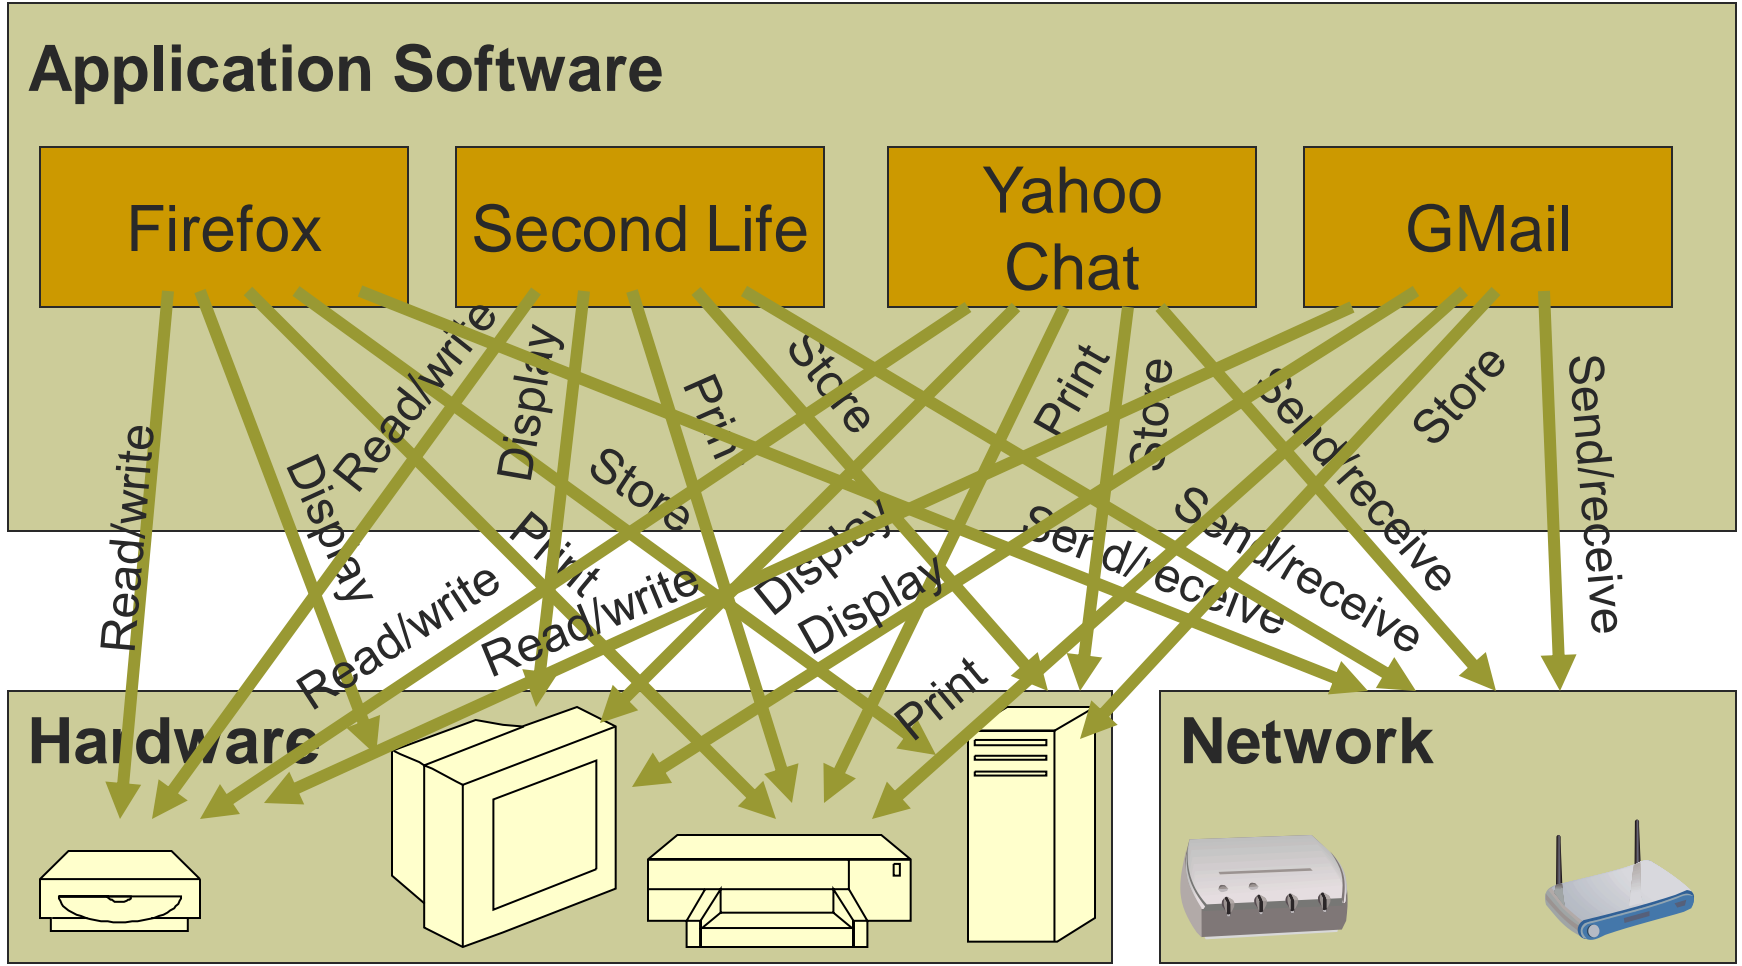 Application Software
Firefox
Second Life
Yahoo
Chat
GMail
Read/write
Display
Print
Store
Send/receive
Read/write
Display
Prin
Store
Send/receive
Read/write
Display
Print
Store
Send/receive
Read/write
Display
Print
Store
Send/receive
Hardware
Network